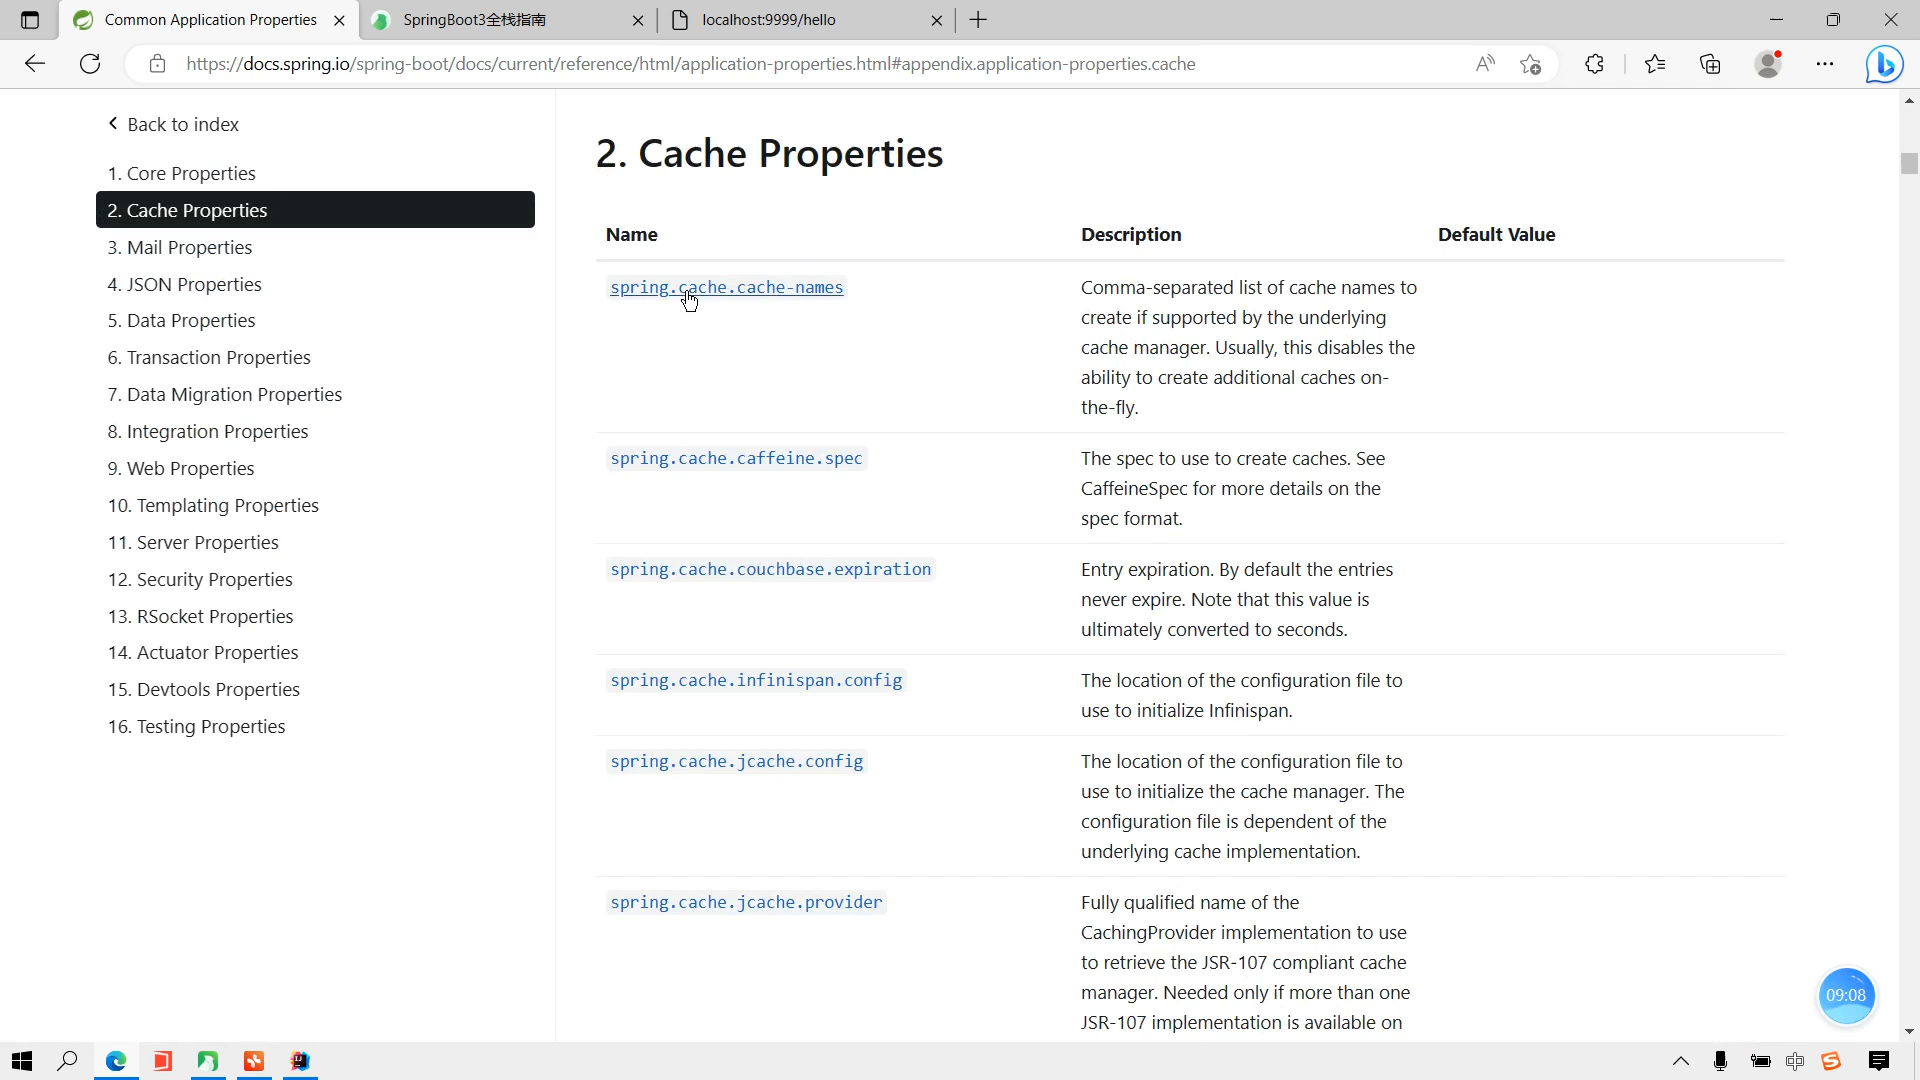 Common Application Properties
SpringBoot3全栈指南
localhost:9999/hello
https://docs.spring.io/spring-boot/docs/current/reference/html/application-properties.html#appendix.application-properties.cache
Back to index
1. Core Properties
2. Cache Properties
3. Mail Properties
4. JSON Properties
5. Data Properties
6. Transaction Properties
7. Data Migration Properties
8. Integration Properties
9. Web Properties
10. Templating Properties
11. Server Properties
12. Security Properties
13. RSocket Properties
14. Actuator Properties
15. Devtools Properties
16. Testing Properties
2. Cache Properties
Name Description Default Value
spring.cache.cache-names
Comma-separated list of cache names to
create if supported by the underlying
cache manager. Usually, this disables the
ability to create additional caches on-
the-fly.
spring.cache.caffeine.spec
The spec to use to create caches. See
CaffeineSpec for more details on the
spec format.
spring.cache.couchbase.expiration
Entry expiration. By default the entries
never expire. Note that this value is
ultimately converted to seconds.
spring.cache.infinispan.config
The location of the configuration file to
use to initialize Infinispan.
spring.cache.jcache.config
The location of the configuration file to
use to initialize the cache manager. The
configuration file is dependent of the
underlying cache implementation.
spring.cache.jcache.provider
Fully qualified name of the
CachingProvider implementation to use
to retrieve the JSR-107 compliant cache
manager. Needed only if more than one
JSR-107 implementation is available on
09:08
中